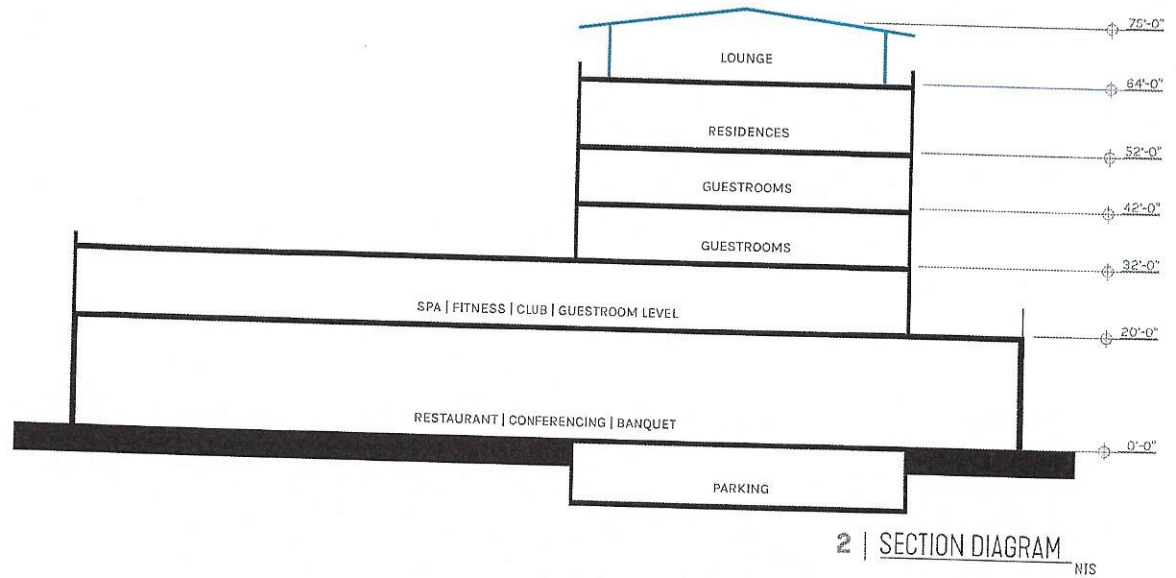 75'-0"
LOUNGE
64'-0"
RESIDENCES
52'-0"
GUESTROOMS
42'-0"
GUESTROOMS
32'-0"
SPA | FITNESS | CLUB | GUESTROOM LEVEL
20'-0"
RESTAURANT | CONFERENCING | BANQUET
0'-0"
PARKING
2 | SECTION DIAGRAM
NTS